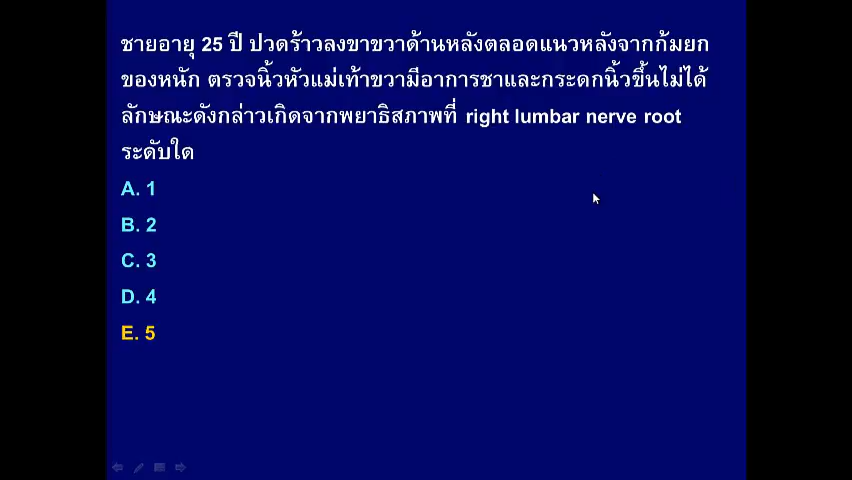 ชายอายุ 25 ปี ปวดร้าวลงขาขวาด้านหลังตลอดแนวหลังจากก้มยก
ของหนัก ตรวจนิ้วหัวแม่เท้าขวามีอาการชาและกระดกนิ้วขึ้นไม่ได้
ลักษณะดังกล่าวเกิดจากพยาธิสภาพที่ right lumbar nerve root
ระดับใด
A. 1
B. 2
C. 3
D. 4
E. 5